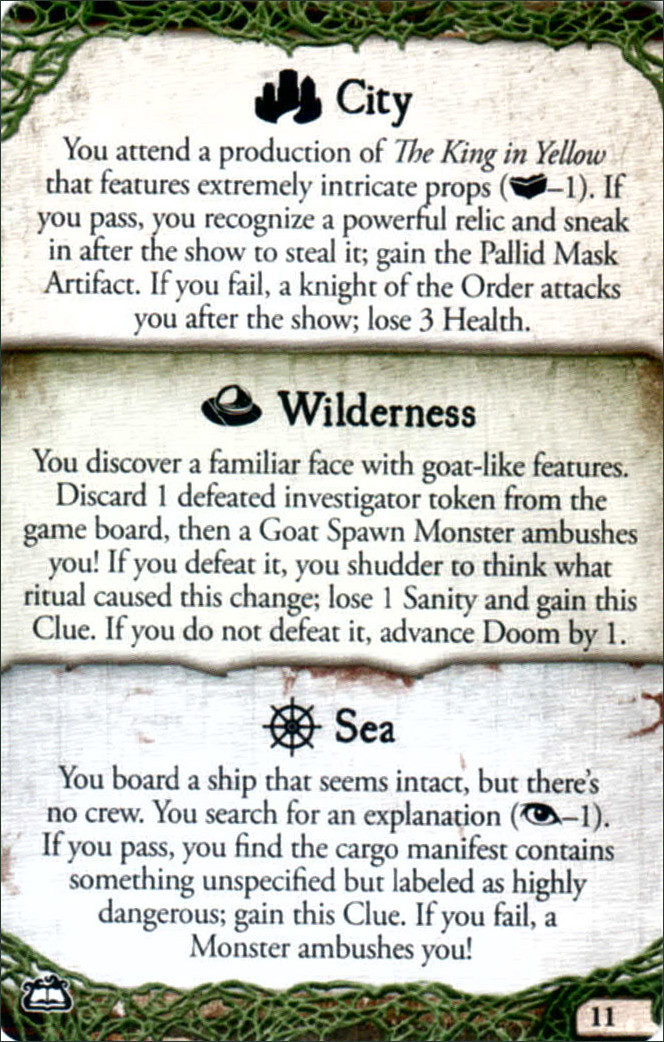 City
You attend a production of The King in Yellow
that features extremely intricate props (–1). If
you pass, you recognize a powerful relic and sneak
in after the show to steal it; gain the Pallid Mask
Artifact. If you fail, a knight of the Order attacks
you after the show; lose 3 Health.
Wilderness
You discover a familiar face with goat-like features.
Discard 1 defeated investigator token from the
game board, then a Goat Spawn Monster ambushes
you! If you defeat it, you shudder to think what
ritual caused this change; lose 1 Sanity and gain this
Clue. If you do not defeat it, advance Doom by 1.
Sea
You board a ship that seems intact, but there's
no crew. You search for an explanation (–1).
If you pass, you find the cargo manifest contains
something unspecified but labeled as highly
dangerous; gain this Clue. If you fail, a
Monster ambushes you!
11